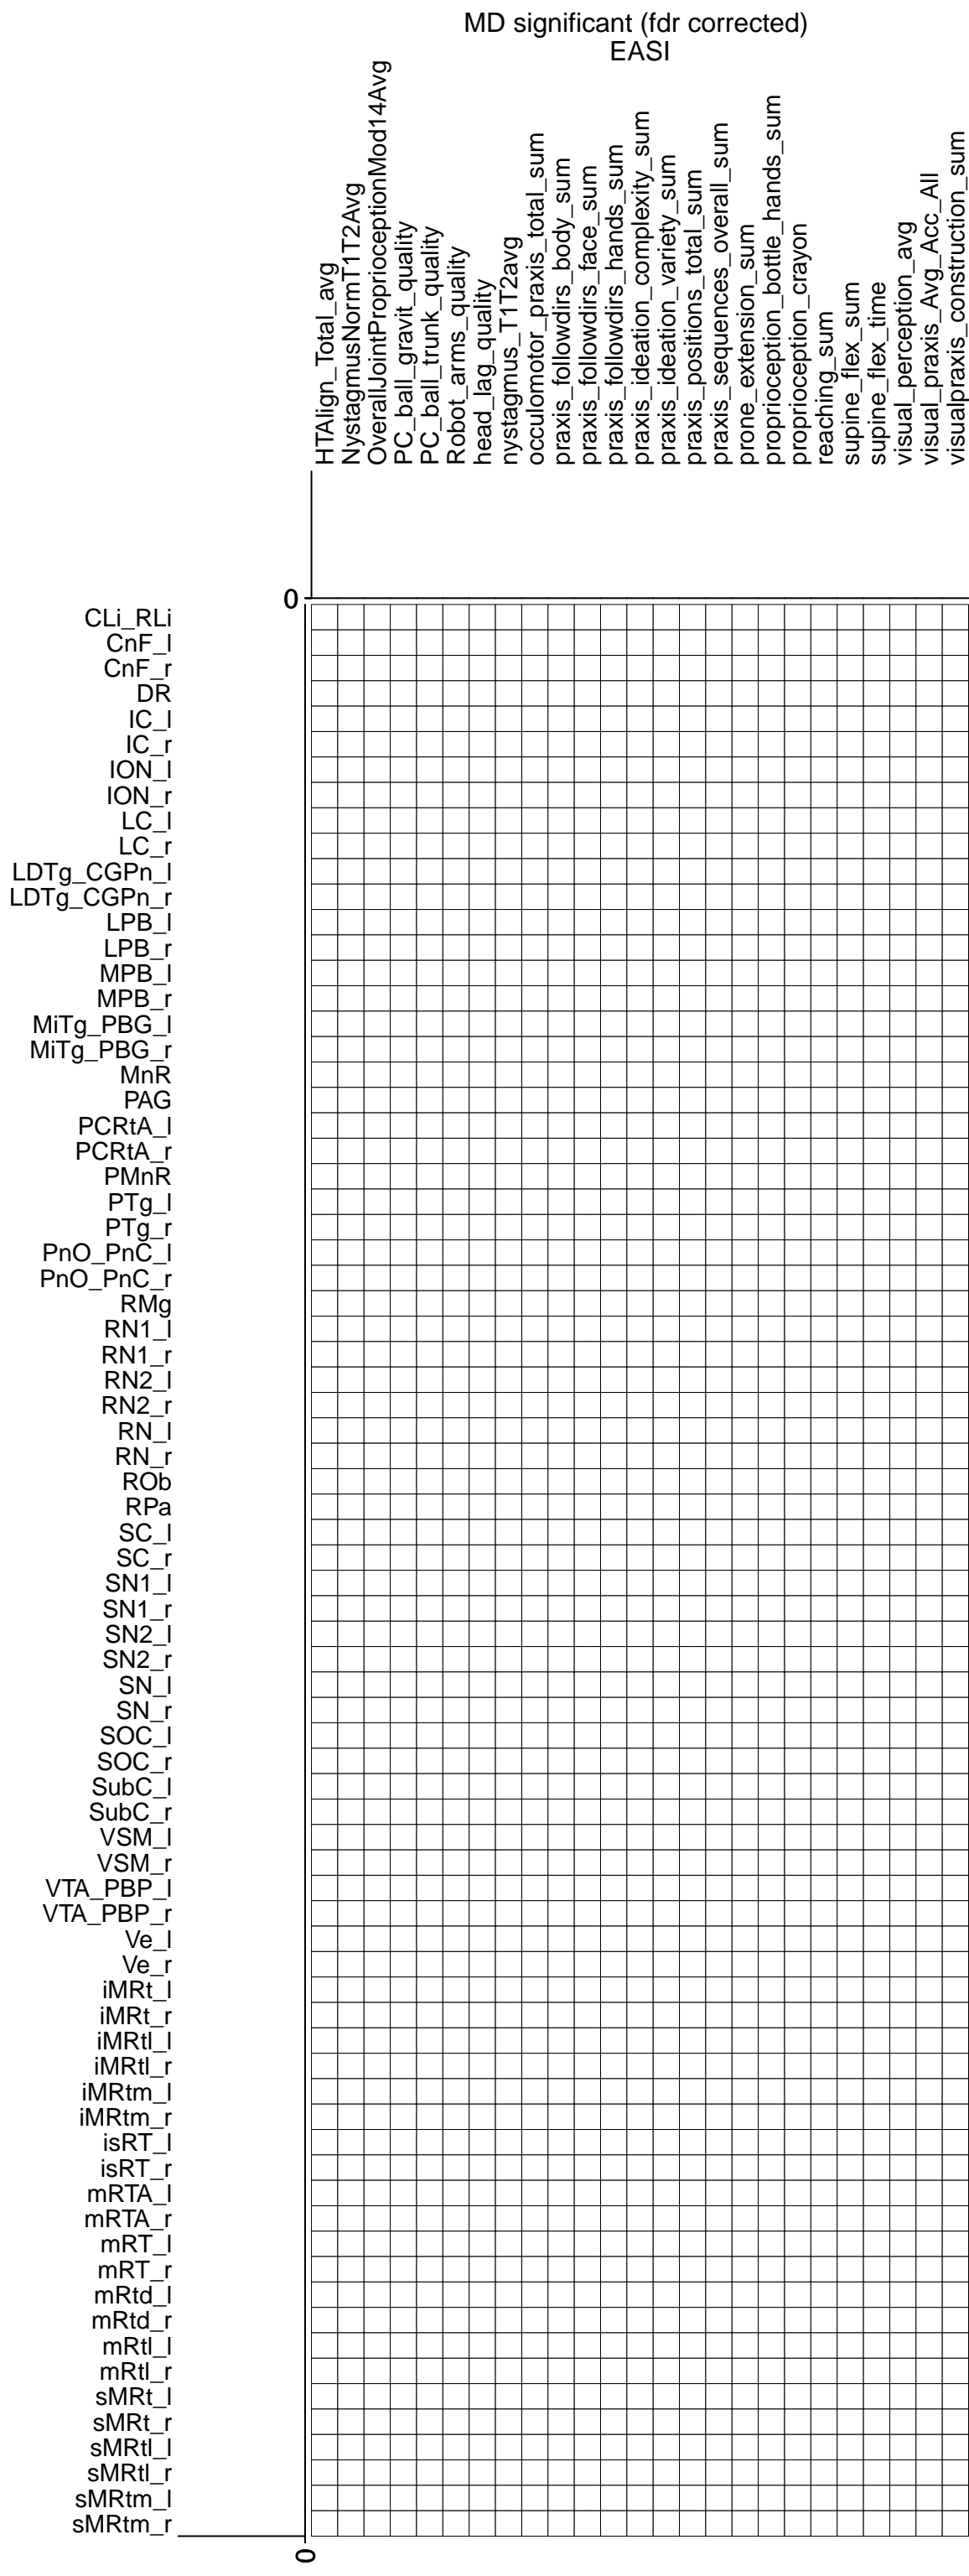 MD significant (fdr corrected)
EASI
HTAlign_Total_avg
NystagmusNormT1T2Avg
OverallJointProprioceptionMod14Avg
PC_ball_gravit_quality
PC_ball_trunk_quality
Robot_arms_quality
head_lag_quality
nystagmus_T1T2avg
occulomotor_praxis_total_sum
praxis_followdirs_body_sum
praxis_followdirs_face_sum
praxis_followdirs_hands_sum
praxis_ideation_complexity_sum
praxis_ideation_variety_sum
praxis_positions_total_sum
praxis_sequences_overall_sum
prone_extension_sum
proprioception_bottle_hands_sum
proprioception_crayon
reaching_sum
supine_flex_sum
supine_flex_time
visual_perception_avg
visual_praxis_Avg_Acc_All
visualpraxis_construction_sum
0
CLi_RLi
CnF_l
CnF_r
DR
IC_l
IC_r
ION_l
ION_r
LC_l
LC_r
LDTg_CGPn_l
LDTg_CGPn_r
LPB_l
LPB_r
MPB_l
MPB_r
MiTg_PBG_l
MiTg_PBG_r
MnR
PAG
PCRtA_l
PCRtA_r
PMnR
PTg_l
PTg_r
PnO_PnC_l
PnO_PnC_r
RMg
RN1_l
RN1_r
RN2_l
RN2_r
RN_l
RN_r
ROb
RPa
SC_l
SC_r
SN1_l
SN1_r
SN2_l
SN2_r
SN_l
SN_r
SOC_l
SOC_r
SubC_l
SubC_r
VSM_l
VSM_r
VTA_PBP_l
VTA_PBP_r
Ve_l
Ve_r
iMRt_l
iMRt_r
iMRtl_l
iMRtl_r
iMRtm_l
iMRtm_r
isRT_l
isRT_r
mRTA_l
mRTA_r
mRT_l
mRT_r
mRtd_l
mRtd_r
mRtl_l
mRtl_r
sMRt_l
sMRt_r
sMRtl_l
sMRtl_r
sMRtm_l
sMRtm_r
0